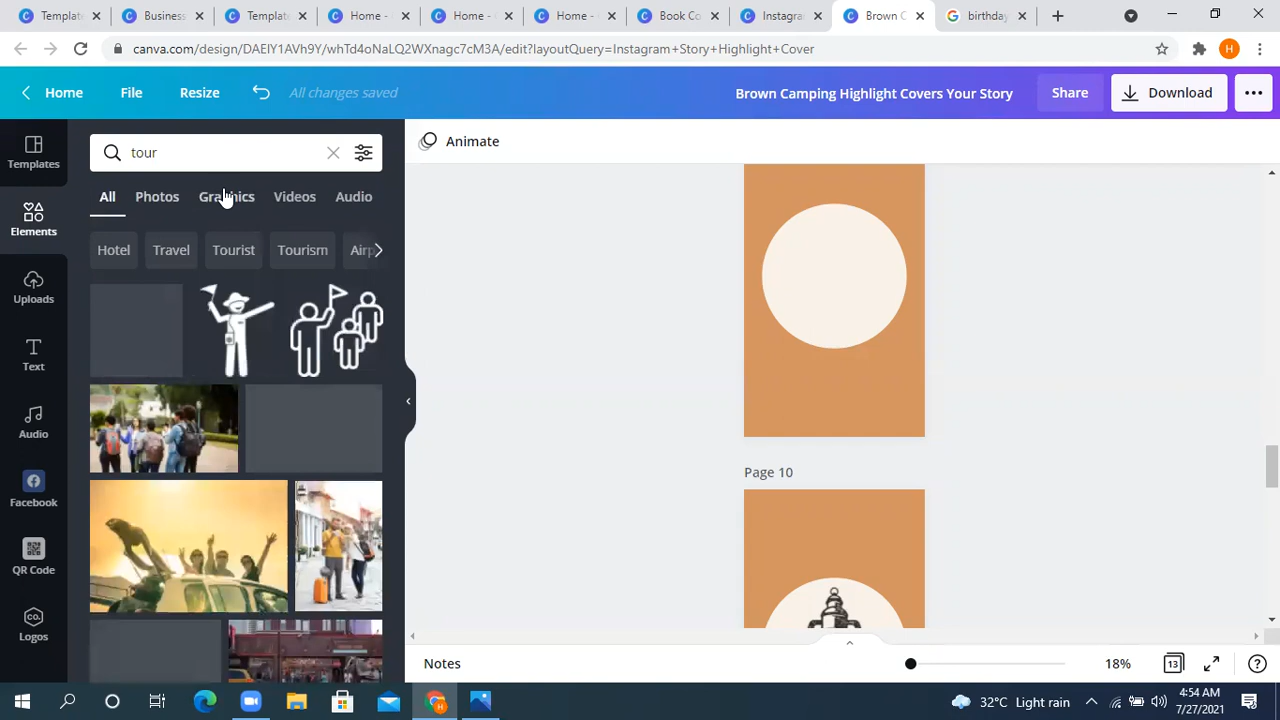 Templat
Business
Templat
Home -
Home -
Home -
Book Co
Instagra
Brown C
birthday
canva.com/design/DAEIY1AVh9Y/whTd4oNaLQ2WXnagc7cM3A/edit?layoutQuery=Instagram+Story+Highlight+Cover
H
Home
File
Resize
All changes saved
Brown Camping Highlight Covers Your Story
Share
Download
Templates
Elements
Uploads
Text
Audio
Facebook
QR Code
CO.
Logos
tour
All
Photos
Graphics
Videos
Audio
Hotel
Travel
Tourist
Tourism
Airp
Animate
Page 10
Notes
18%
13
32°C Light rain
4:54 AM
7/27/2021